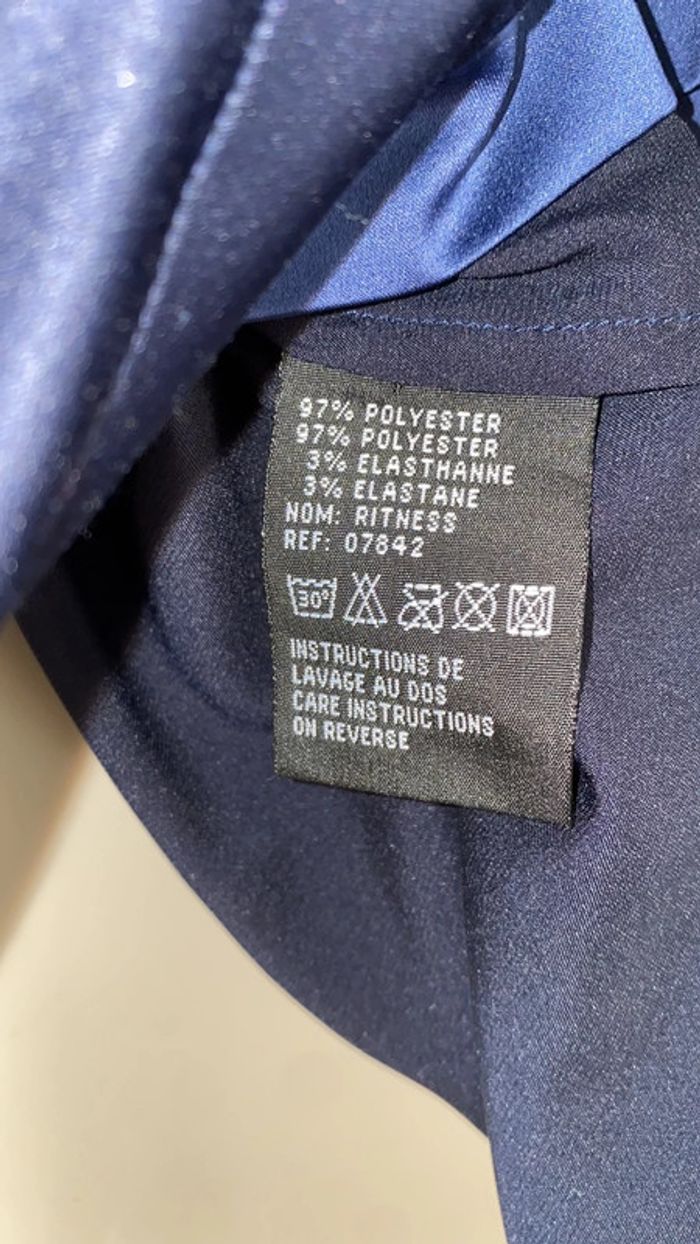 97% POLYESTER
97% POLYESTER
3% ELASTHANNE
3% ELASTANE
NOM: RITNESS
REF: 07842
30°
INSTRUCTIONS DE
LAVAGE AU DOS
CARE INSTRUCTIONS
ON REVERSE